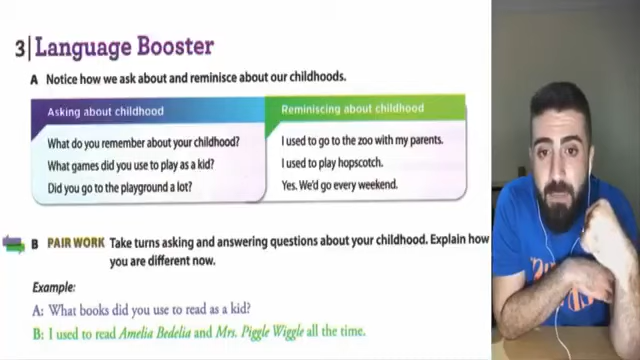 3 Language Booster
A Notice how we ask about and reminisce about our childhoods.
Asking about childhood
What do you remember about your childhood?
What games did you use to play as a kid?
Did you go to the playground a lot?
Reminiscing about childhood
I used to go to the zoo with my parents.
I used to play hopscotch.
Yes. We'd go every weekend.
B PAIR WORK Take turns asking and answering questions about your childhood. Explain how
you are different now.
Example:
A: What books did you use to read as a kid?
B: I used to read Amelia Bedelia and Mrs. Piggle Wiggle all the time.